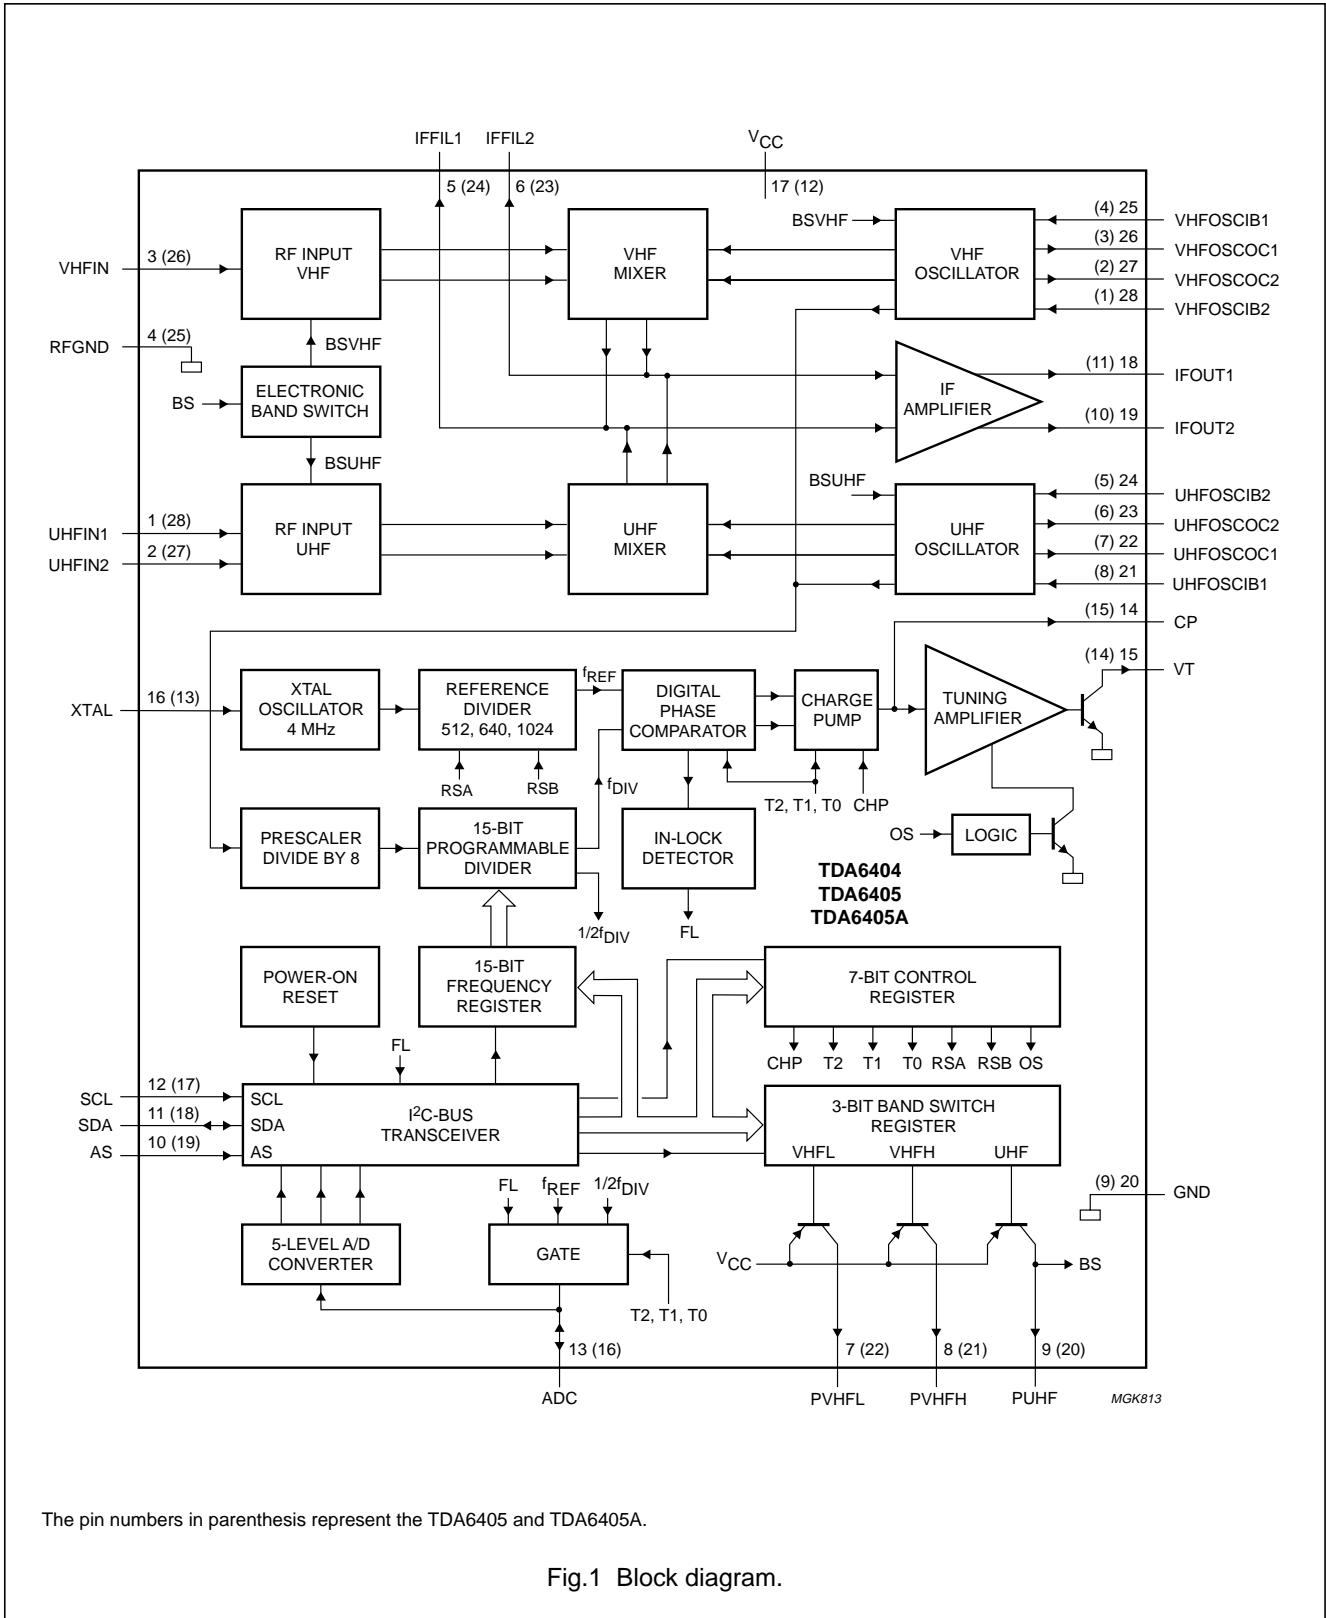 IFFIL1 IFFIL2 VCC
5 (24) 6 (23) 17 (12)
VHFIN 3 (26)
RF INPUT
VHF
VHF
MIXER
BSVHF
VHF
OSCILLATOR
(4) 25 VHFOSCIB1
(3) 26 VHFOSCOC1
(2) 27 VHFOSCOC2
(1) 28 VHFOSCIB2
RFGND 4 (25)
BSVHF
BS
ELECTRONIC
BAND SWITCH
BSUHF
IF
AMPLIFIER
(11) 18 IFOUT1
(10) 19 IFOUT2
UHFIN1 1 (28)
UHFIN2 2 (27)
RF INPUT
UHF
UHF
MIXER
BSUHF
UHF
OSCILLATOR
(5) 24 UHFOSCIB2
(6) 23 UHFOSCOC2
(7) 22 UHFOSCOC1
(8) 21 UHFOSCIB1
(15) 14 CP
(14) 15 VT
XTAL 16 (13)
XTAL
OSCILLATOR
4 MHz
REFERENCE
DIVIDER
512, 640, 1024
fREF
RSA RSB
fDIV
DIGITAL
PHASE
COMPARATOR
CHARGE
PUMP
T2, T1, T0 CHP
TUNING
AMPLIFIER
OS LOGIC
PRESCALER
DIVIDE BY 8
15-BIT
PROGRAMMABLE
DIVIDER
1/2fDIV
IN-LOCK
DETECTOR
FL
TDA6404
TDA6405
TDA6405A
POWER-ON
RESET
15-BIT
FREQUENCY
REGISTER
7-BIT CONTROL
REGISTER
CHP T2 T1 T0 RSA RSB OS
FL
SCL 12 (17) SCL
SDA 11 (18) SDA
AS 10 (19) AS
I2C-BUS
TRANSCEIVER
3-BIT BAND SWITCH
REGISTER
VHFL VHFH UHF
(9) 20 GND
FL fREF 1/2fDIV
5-LEVEL A/D
CONVERTER
GATE
T2, T1, T0
VCC BS
13 (16) 7 (22) 8 (21) 9 (20)
ADC PVHFL PVHFH PUHF MGK813
The pin numbers in parenthesis represent the TDA6405 and TDA6405A.
Fig.1 Block diagram.